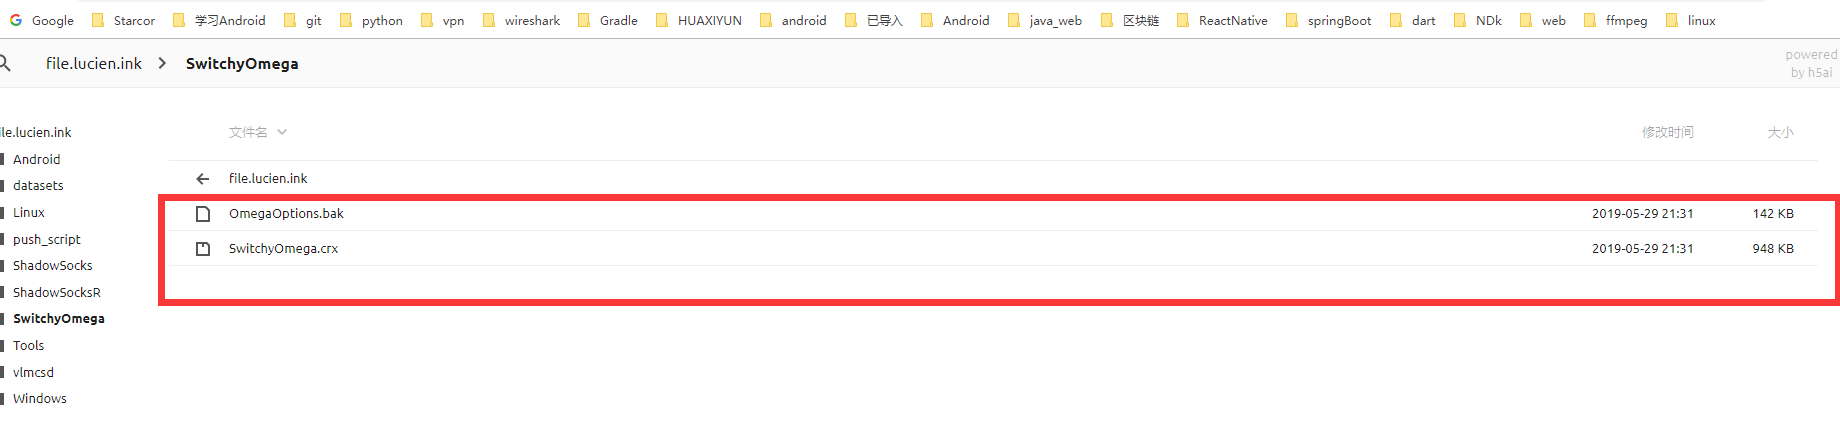 Google Starcor 学习Android git python vpn wireshark Gradle HUAXIYUN android 已导入 Android java_web 区块链 ReactNative springBoot dart NDk web ffmpeg linux
file.lucien.ink SwitchyOmega
powered
by h5ai
ile.lucien.ink
Android
datasets
Linux
push_script
ShadowSocks
ShadowSocksR
SwitchyOmega
Tools
vlmcsd
Windows
文件名 修改时间 大小
file.lucien.ink
OmegaOptions.bak 2019-05-29 21:31 142 KB
SwitchyOmega.crx 2019-05-29 21:31 948 KB